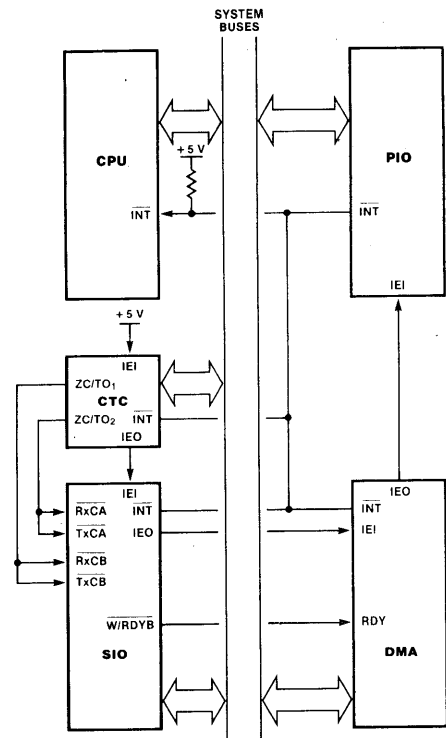 SYSTEM
BUSES
CPU
+5 V
INT
PIO
INT
IEI
+5 V
IEI
ZC/TO₁
CTC
ZC/TO₂
INT
IEO
IEI
RxCA
INT
TxCA
IEO
RxCB
TxCB
W/RDYB
SIO
IEO
INT
IEI
RDY
DMA